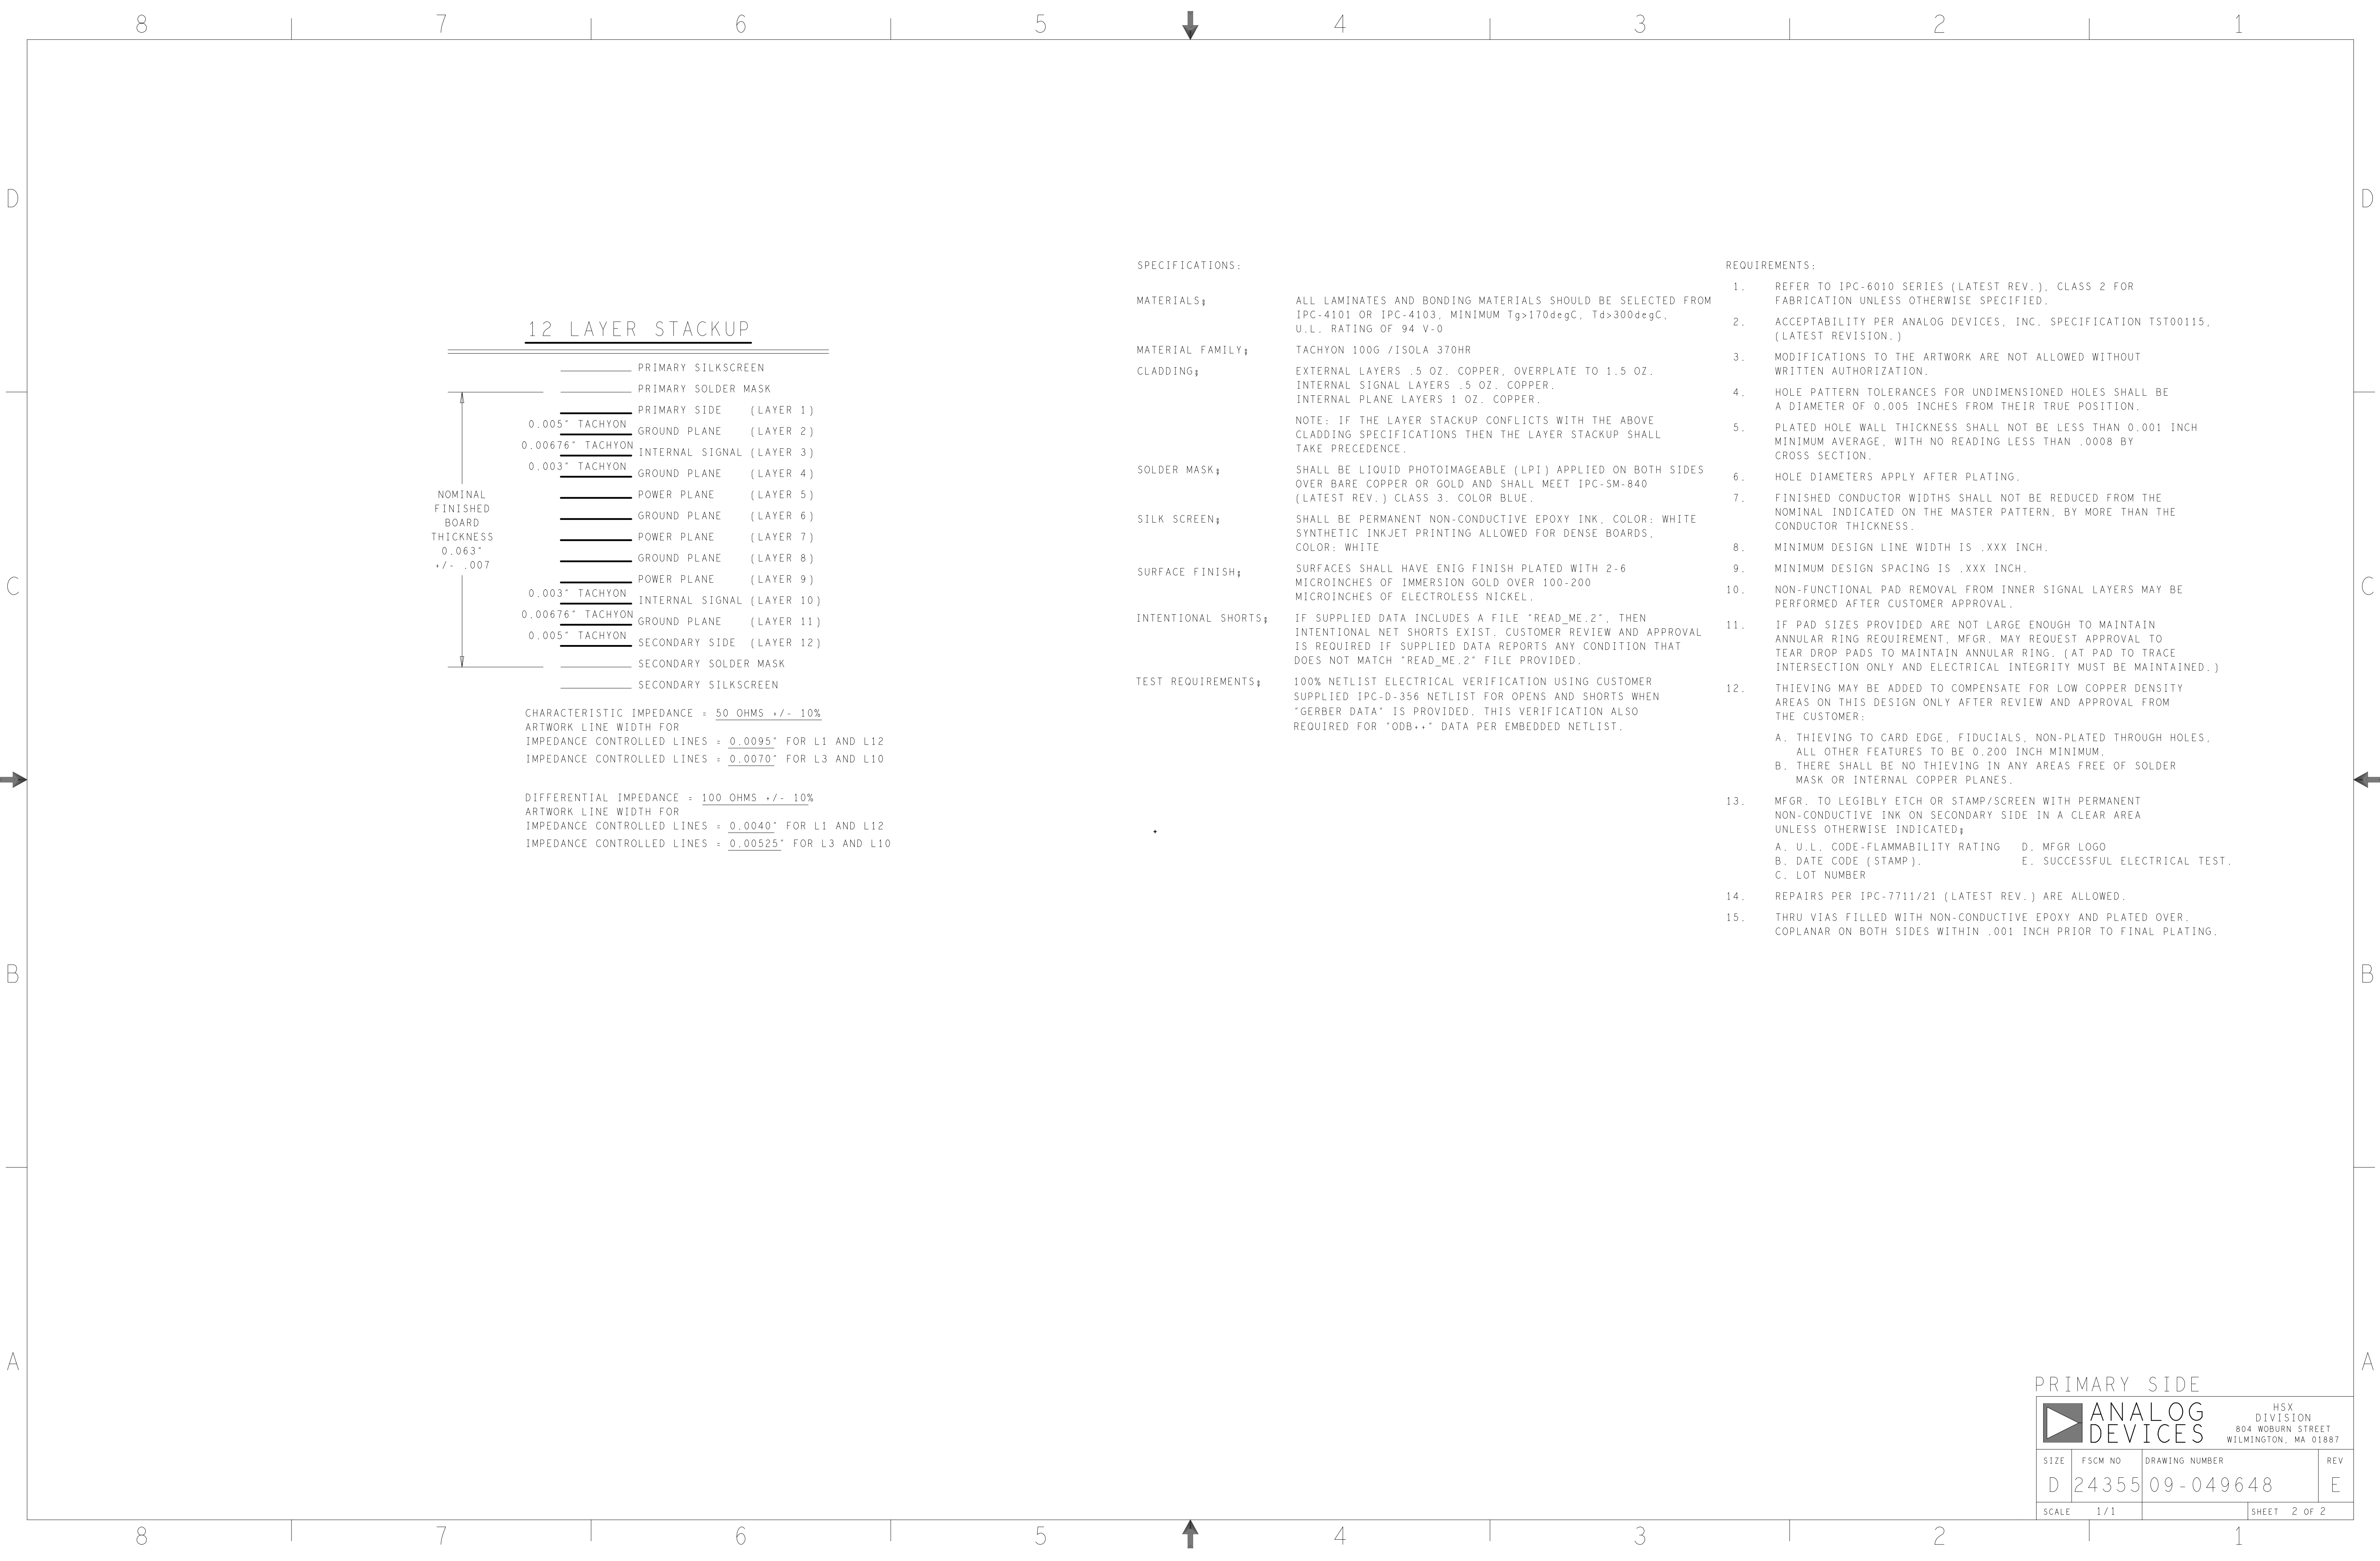 8 7 6 5 4 3 2 1
D
C
B
A
D
C
B
A
12 LAYER STACKUP
PRIMARY SILKSCREEN
PRIMARY SOLDER MASK
PRIMARY SIDE (LAYER 1)
0.005" TACHYON
GROUND PLANE (LAYER 2)
0.00676" TACHYON
INTERNAL SIGNAL (LAYER 3)
0.003" TACHYON
GROUND PLANE (LAYER 4)
POWER PLANE (LAYER 5)
GROUND PLANE (LAYER 6)
POWER PLANE (LAYER 7)
GROUND PLANE (LAYER 8)
POWER PLANE (LAYER 9)
0.003" TACHYON
INTERNAL SIGNAL (LAYER 10)
0.00676" TACHYON
GROUND PLANE (LAYER 11)
0.005" TACHYON
SECONDARY SIDE (LAYER 12)
SECONDARY SOLDER MASK
SECONDARY SILKSCREEN
NOMINAL
FINISHED
BOARD
THICKNESS
0.063"
+/- .007
CHARACTERISTIC IMPEDANCE = 50 OHMS +/- 10%
ARTWORK LINE WIDTH FOR
IMPEDANCE CONTROLLED LINES = 0.0095" FOR L1 AND L12
IMPEDANCE CONTROLLED LINES = 0.0070" FOR L3 AND L10
DIFFERENTIAL IMPEDANCE = 100 OHMS +/- 10%
ARTWORK LINE WIDTH FOR
IMPEDANCE CONTROLLED LINES = 0.0040" FOR L1 AND L12
IMPEDANCE CONTROLLED LINES = 0.00525" FOR L3 AND L10
SPECIFICATIONS:
MATERIALS: ALL LAMINATES AND BONDING MATERIALS SHOULD BE SELECTED FROM
IPC-4101 OR IPC-4103, MINIMUM Tg>170degC, Td>300degC,
U.L. RATING OF 94 V-0
MATERIAL FAMILY: TACHYON 100G /ISOLA 370HR
CLADDING: EXTERNAL LAYERS .5 OZ. COPPER, OVERPLATE TO 1.5 OZ.
INTERNAL SIGNAL LAYERS .5 OZ. COPPER.
INTERNAL PLANE LAYERS 1 OZ. COPPER.
NOTE: IF THE LAYER STACKUP CONFLICTS WITH THE ABOVE
CLADDING SPECIFICATIONS THEN THE LAYER STACKUP SHALL
TAKE PRECEDENCE.
SOLDER MASK: SHALL BE LIQUID PHOTOIMAGEABLE (LPI) APPLIED ON BOTH SIDES
OVER BARE COPPER OR GOLD AND SHALL MEET IPC-SM-840
(LATEST REV.) CLASS 3. COLOR BLUE.
SILK SCREEN: SHALL BE PERMANENT NON-CONDUCTIVE EPOXY INK, COLOR: WHITE
SYNTHETIC INKJET PRINTING ALLOWED FOR DENSE BOARDS,
COLOR: WHITE
SURFACE FINISH: SURFACES SHALL HAVE ENIG FINISH PLATED WITH 2-6
MICROINCHES OF IMMERSION GOLD OVER 100-200
MICROINCHES OF ELECTROLESS NICKEL.
INTENTIONAL SHORTS: IF SUPPLIED DATA INCLUDES A FILE "READ_ME.2", THEN
INTENTIONAL NET SHORTS EXIST. CUSTOMER REVIEW AND APPROVAL
IS REQUIRED IF SUPPLIED DATA REPORTS ANY CONDITION THAT
DOES NOT MATCH "READ_ME.2" FILE PROVIDED.
TEST REQUIREMENTS: 100% NETLIST ELECTRICAL VERIFICATION USING CUSTOMER
SUPPLIED IPC-D-356 NETLIST FOR OPENS AND SHORTS WHEN
"GERBER DATA" IS PROVIDED. THIS VERIFICATION ALSO
REQUIRED FOR "ODB++" DATA PER EMBEDDED NETLIST.
REQUIREMENTS:
1. REFER TO IPC-6010 SERIES (LATEST REV.), CLASS 2 FOR
FABRICATION UNLESS OTHERWISE SPECIFIED.
2. ACCEPTABILITY PER ANALOG DEVICES, INC. SPECIFICATION TST00115,
(LATEST REVISION.)
3. MODIFICATIONS TO THE ARTWORK ARE NOT ALLOWED WITHOUT
WRITTEN AUTHORIZATION.
4. HOLE PATTERN TOLERANCES FOR UNDIMENSIONED HOLES SHALL BE
A DIAMETER OF 0.005 INCHES FROM THEIR TRUE POSITION.
5. PLATED HOLE WALL THICKNESS SHALL NOT BE LESS THAN 0.001 INCH
MINIMUM AVERAGE, WITH NO READING LESS THAN .0008 BY
CROSS SECTION.
6. HOLE DIAMETERS APPLY AFTER PLATING.
7. FINISHED CONDUCTOR WIDTHS SHALL NOT BE REDUCED FROM THE
NOMINAL INDICATED ON THE MASTER PATTERN, BY MORE THAN THE
CONDUCTOR THICKNESS.
8. MINIMUM DESIGN LINE WIDTH IS .XXX INCH.
9. MINIMUM DESIGN SPACING IS .XXX INCH.
10. NON-FUNCTIONAL PAD REMOVAL FROM INNER SIGNAL LAYERS MAY BE
PERFORMED AFTER CUSTOMER APPROVAL.
11. IF PAD SIZES PROVIDED ARE NOT LARGE ENOUGH TO MAINTAIN
ANNULAR RING REQUIREMENT, MFGR. MAY REQUEST APPROVAL TO
TEAR DROP PADS TO MAINTAIN ANNULAR RING. (AT PAD TO TRACE
INTERSECTION ONLY AND ELECTRICAL INTEGRITY MUST BE MAINTAINED.)
12. THIEVING MAY BE ADDED TO COMPENSATE FOR LOW COPPER DENSITY
AREAS ON THIS DESIGN ONLY AFTER REVIEW AND APPROVAL FROM
THE CUSTOMER:
A. THIEVING TO CARD EDGE, FIDUCIALS, NON-PLATED THROUGH HOLES,
ALL OTHER FEATURES TO BE 0.200 INCH MINIMUM.
B. THERE SHALL BE NO THIEVING IN ANY AREAS FREE OF SOLDER
MASK OR INTERNAL COPPER PLANES.
13. MFGR. TO LEGIBLY ETCH OR STAMP/SCREEN WITH PERMANENT
NON-CONDUCTIVE INK ON SECONDARY SIDE IN A CLEAR AREA
UNLESS OTHERWISE INDICATED:
A. U.L. CODE-FLAMMABILITY RATING D. MFGR LOGO
B. DATE CODE (STAMP). E. SUCCESSFUL ELECTRICAL TEST.
C. LOT NUMBER
14. REPAIRS PER IPC-7711/21 (LATEST REV.) ARE ALLOWED.
15. THRU VIAS FILLED WITH NON-CONDUCTIVE EPOXY AND PLATED OVER.
COPLANAR ON BOTH SIDES WITHIN .001 INCH PRIOR TO FINAL PLATING.
PRIMARY SIDE
ANALOG
DEVICES
HSX
DIVISION
804 WOBURN STREET
WILMINGTON, MA 01887
SIZE FSCM NO DRAWING NUMBER REV
D 24355 09-049648 E
SCALE 1/1 SHEET 2 OF 2
8 7 6 5 4 3 2 1